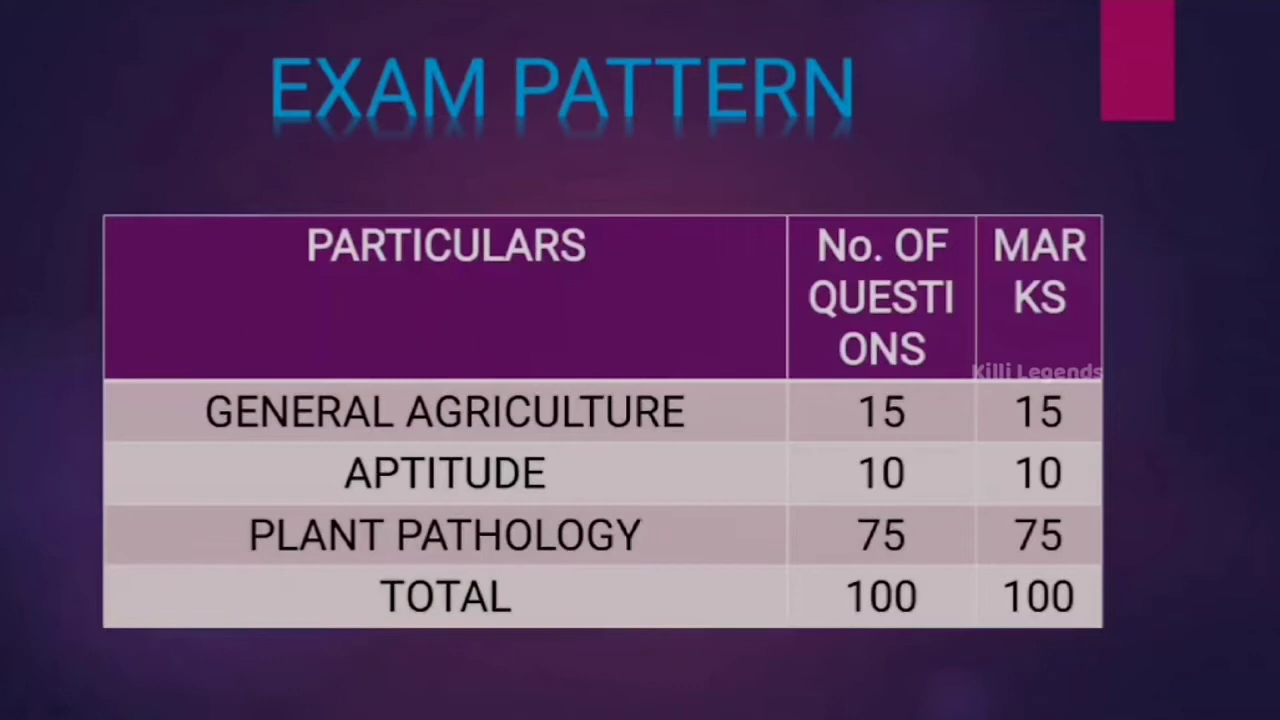 EXAM PATTERN
PARTICULARS
No. OF
QUESTI
ONS
MAR
KS
Killi Legends
GENERAL AGRICULTURE 15 15
APTITUDE 10 10
PLANT PATHOLOGY 75 75
TOTAL 100 100